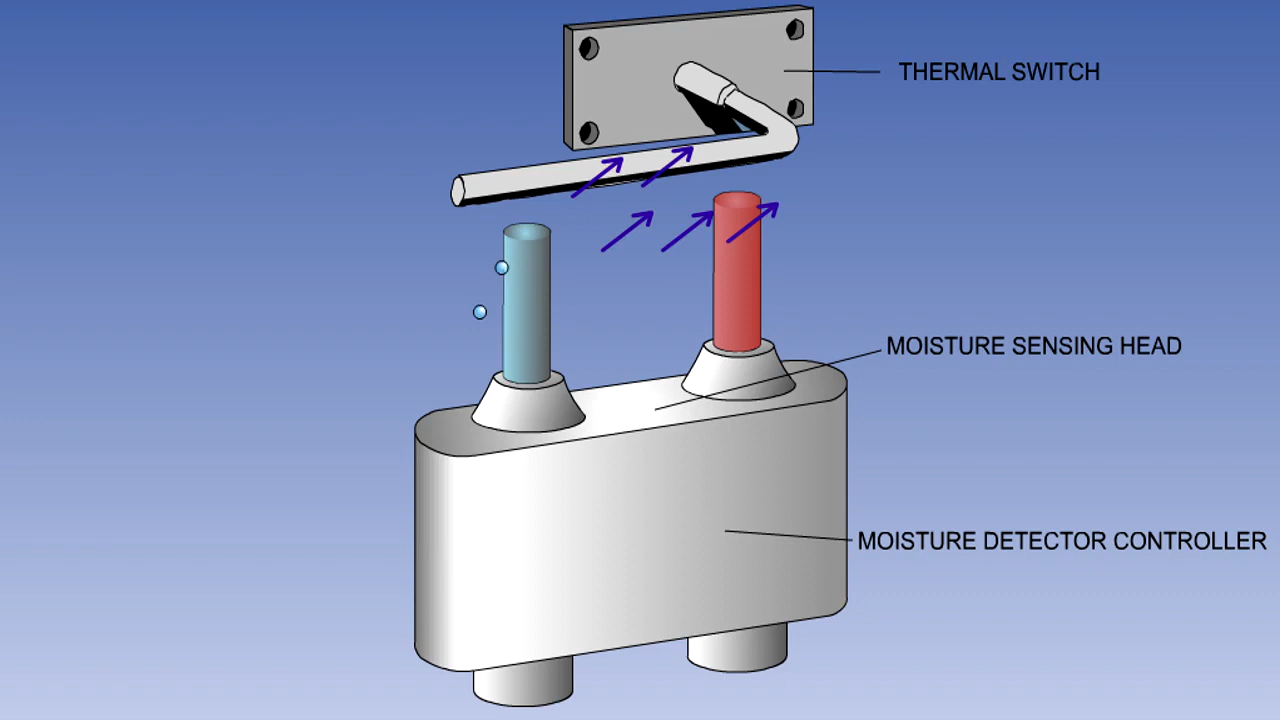 THERMAL SWITCH
MOISTURE SENSING HEAD
MOISTURE DETECTOR CONTROLLER